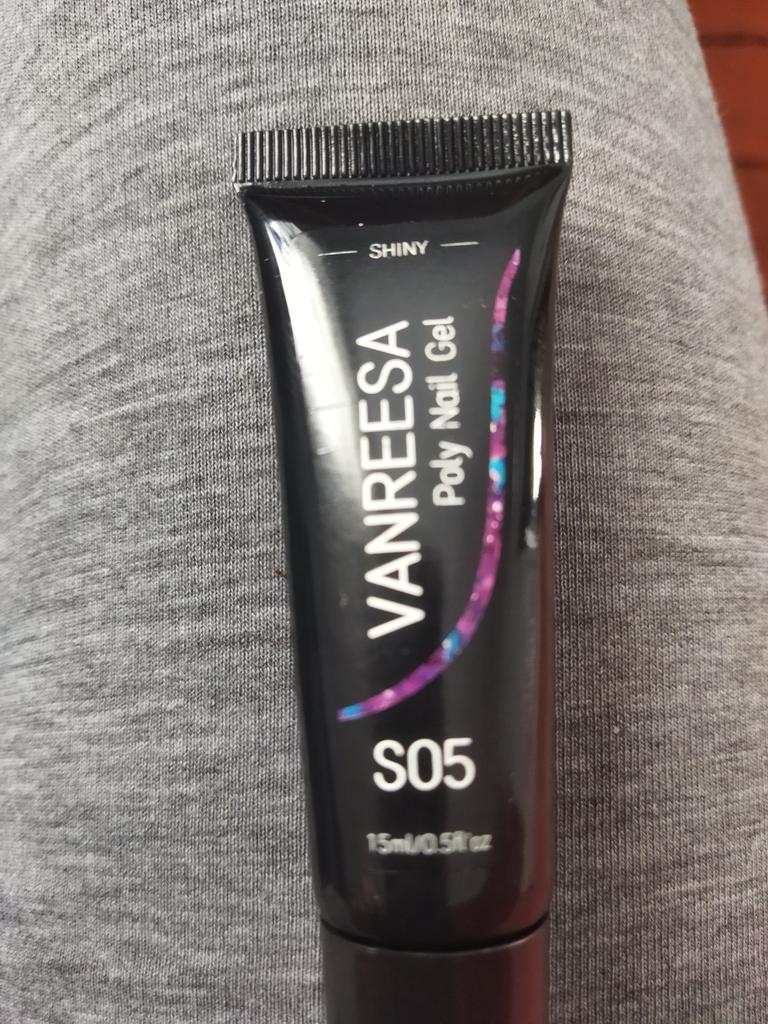 SHINY
VANREESA
Poly Nail Gel
S05
15ml/0.5fl'oz